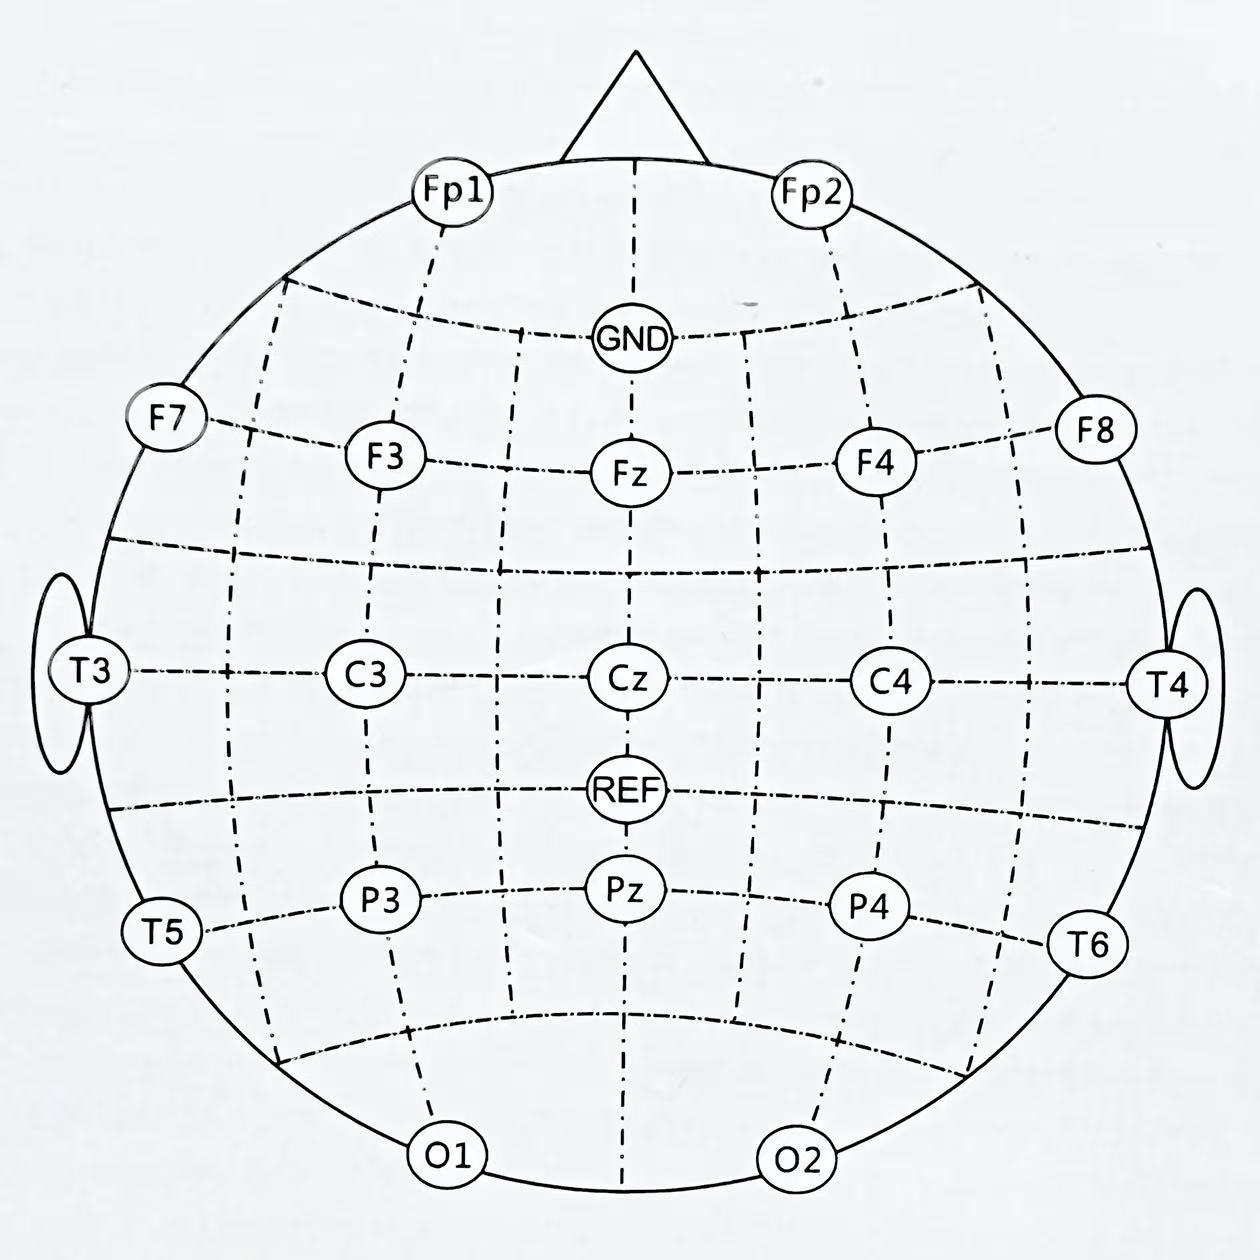 Fp1 Fp2
GND
F7 F3 Fz F4 F8
T3 C3 Cz C4 T4
REF
T5 P3 Pz P4 T6
O1 O2